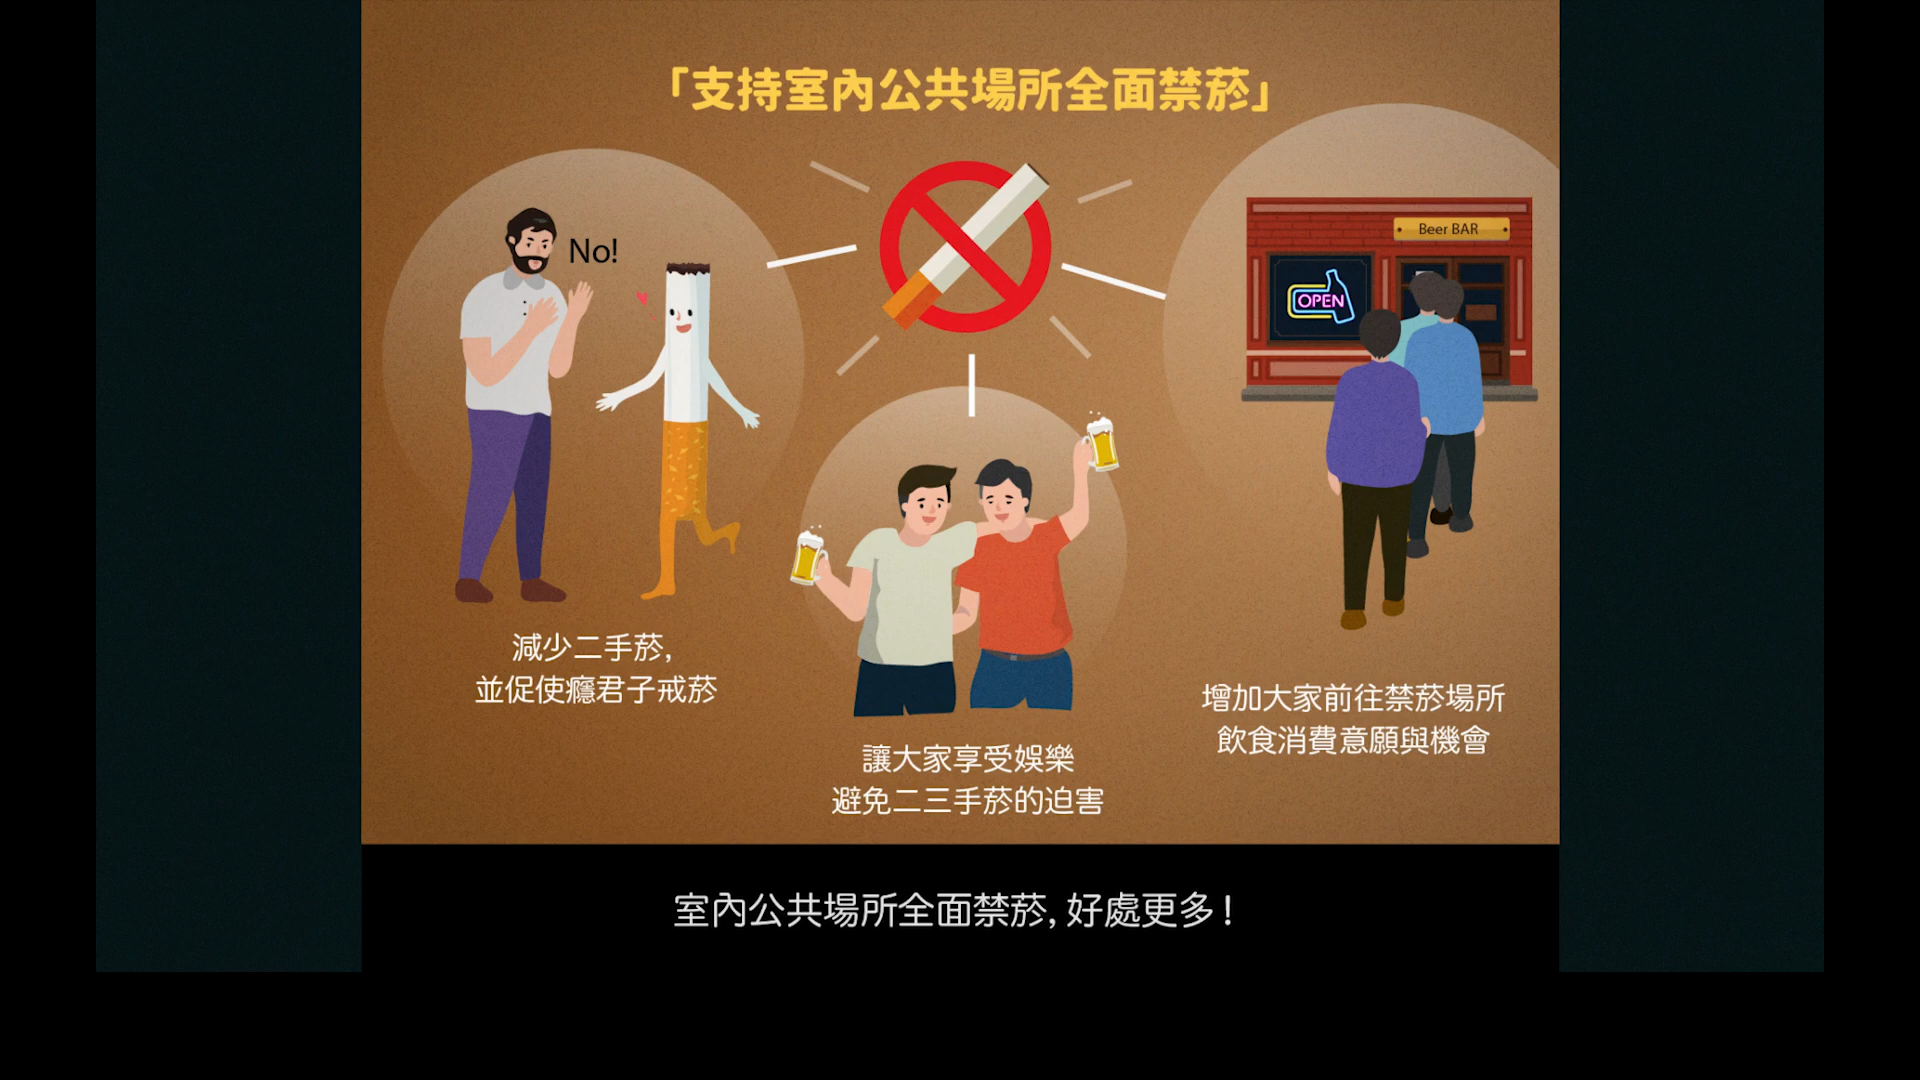 「支持室內公共場所全面禁菸」
No!
Beer BAR
OPEN
減少二手菸,
並促使癮君子戒菸
讓大家享受娛樂
避免二三手菸的迫害
增加大家前往禁菸場所
飲食消費意願與機會
室內公共場所全面禁菸, 好處更多!